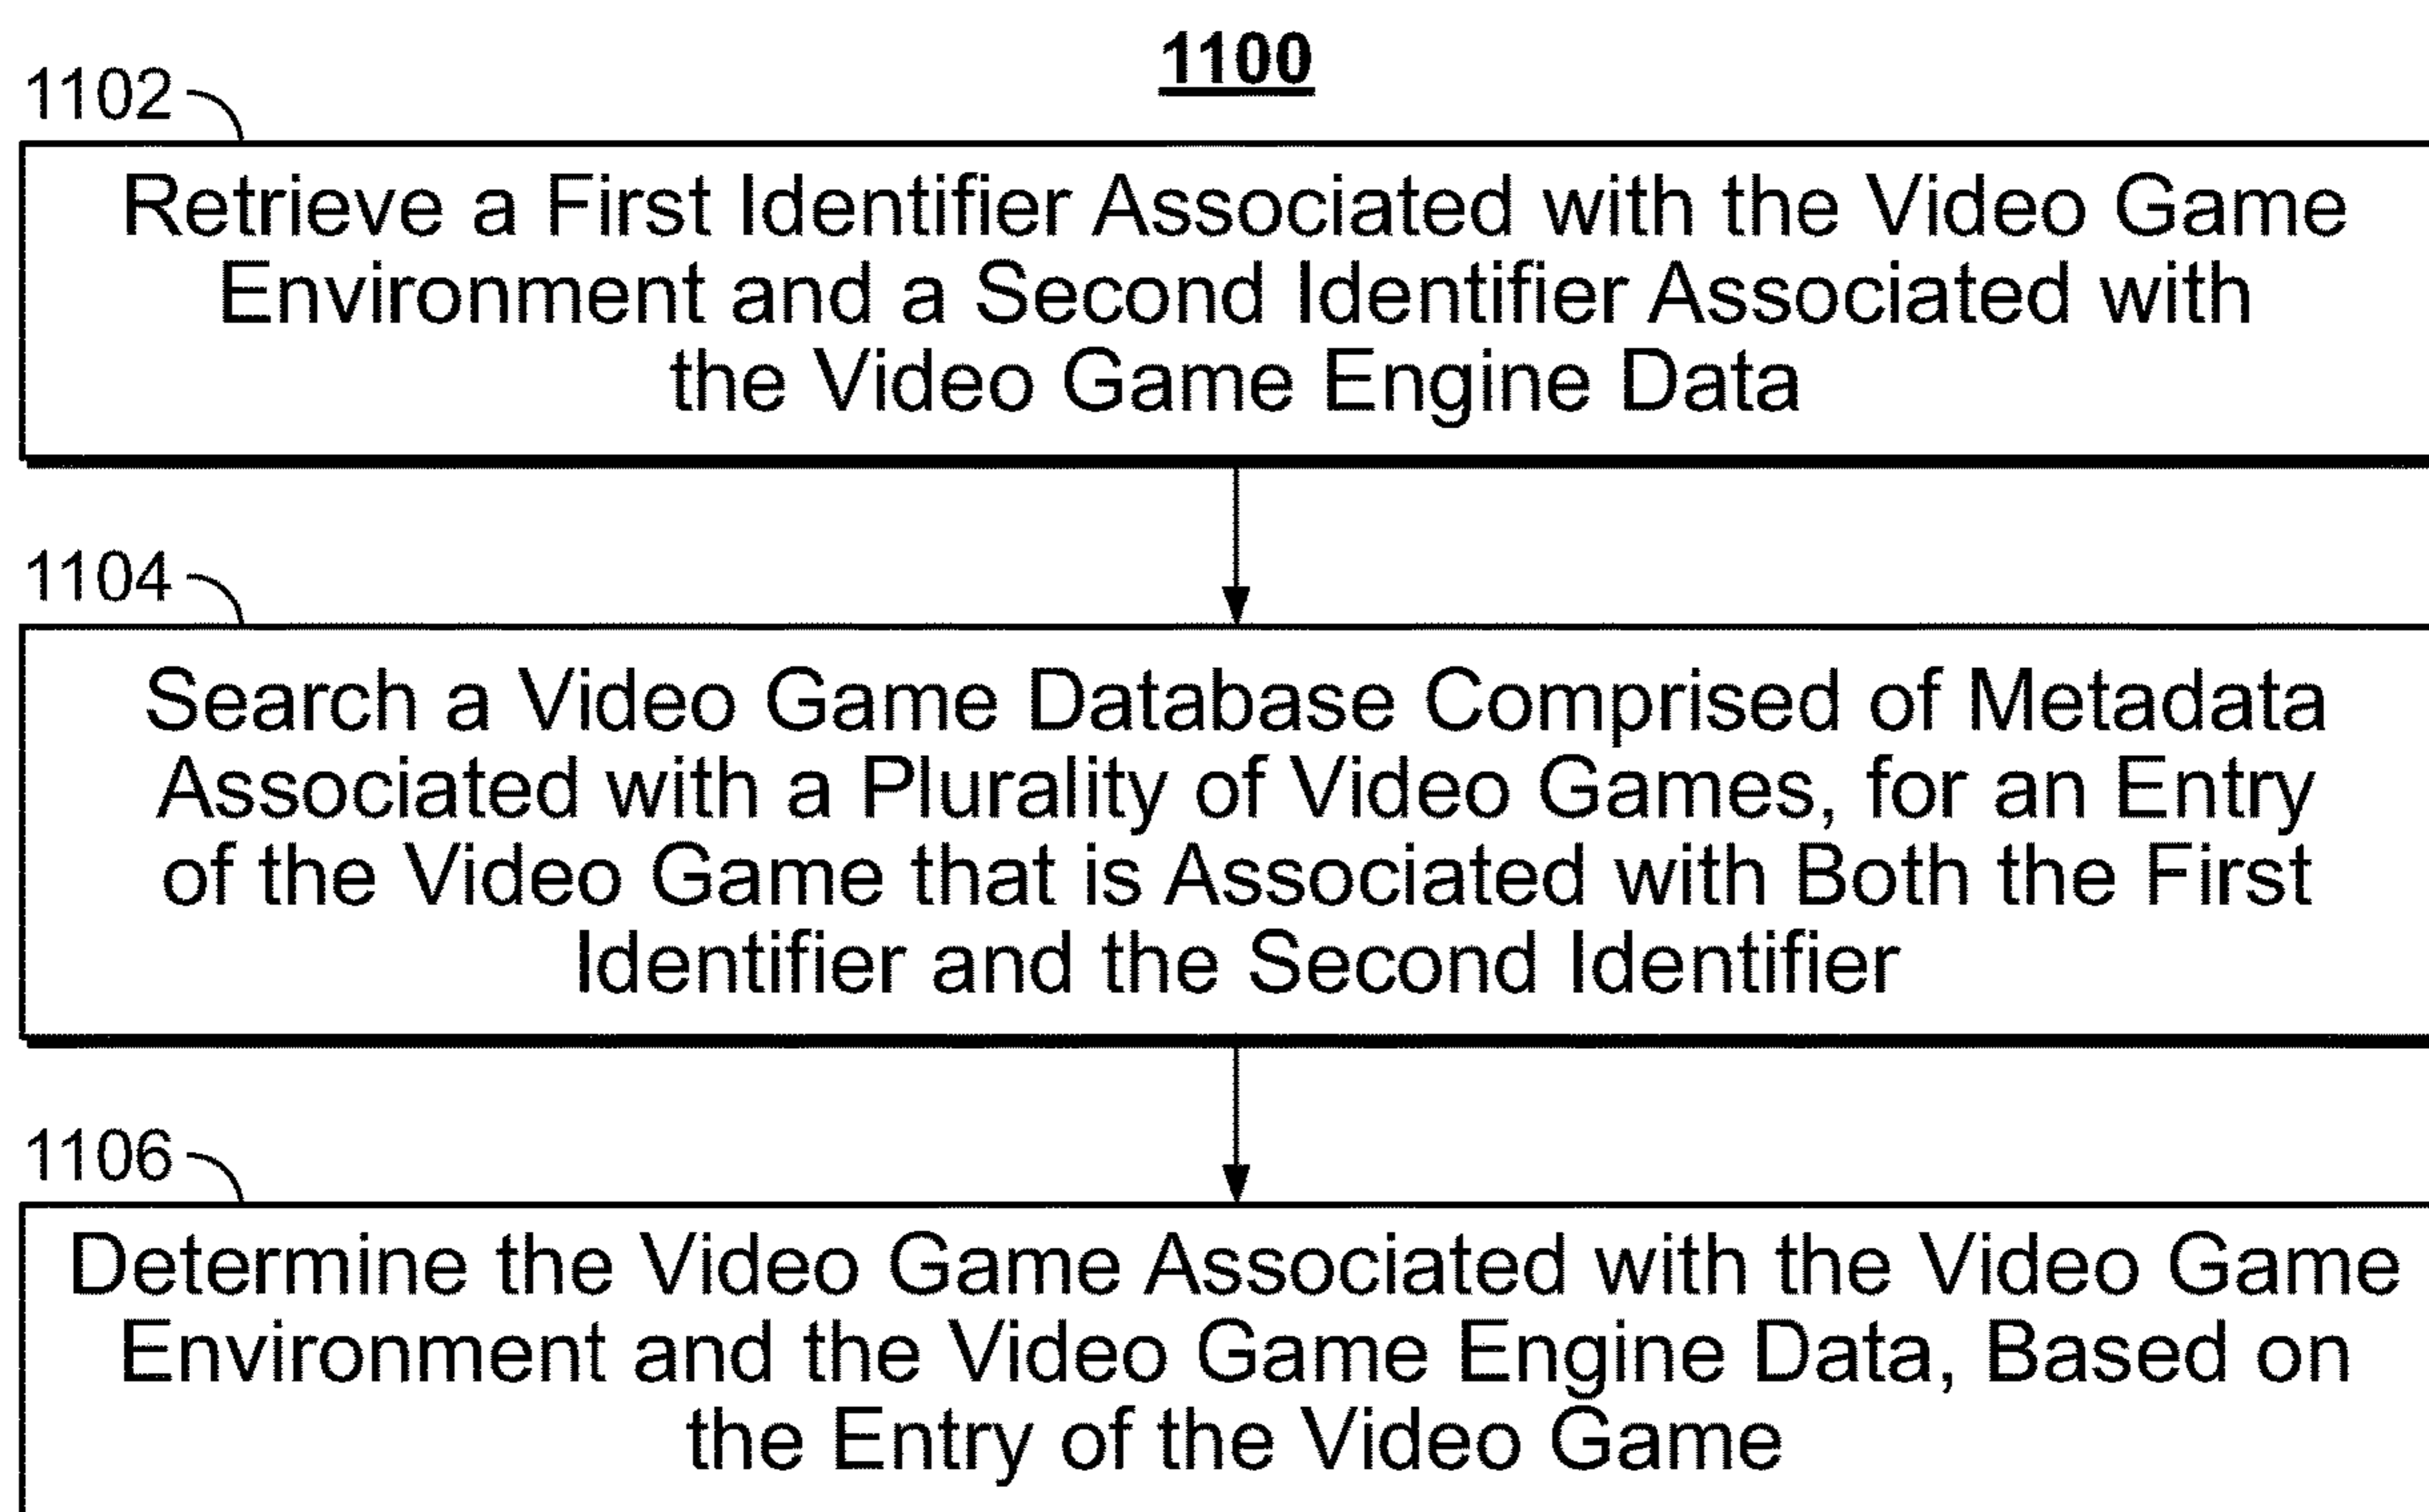 1100
1102
Retrieve a First Identifier Associated with the Video Game
Environment and a Second Identifier Associated with
the Video Game Engine Data
1104
Search a Video Game Database Comprised of Metadata
Associated with a Plurality of Video Games, for an Entry
of the Video Game that is Associated with Both the First
Identifier and the Second Identifier
1106
Determine the Video Game Associated with the Video Game
Environment and the Video Game Engine Data, Based on
the Entry of the Video Game